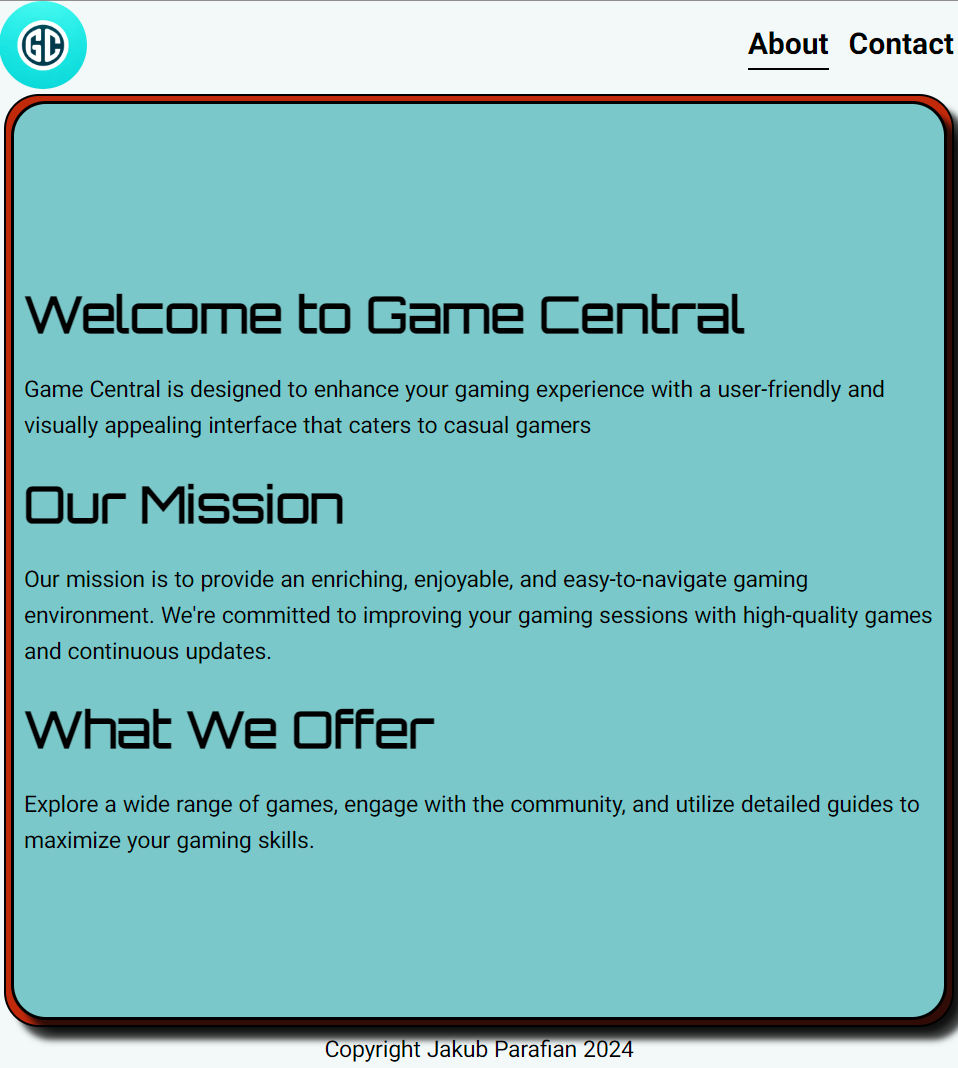 GC
About Contact
Welcome to Game Central
Game Central is designed to enhance your gaming experience with a user-friendly and
visually appealing interface that caters to casual gamers
Our Mission
Our mission is to provide an enriching, enjoyable, and easy-to-navigate gaming
environment. We're committed to improving your gaming sessions with high-quality games
and continuous updates.
What We Offer
Explore a wide range of games, engage with the community, and utilize detailed guides to
maximize your gaming skills.
Copyright Jakub Parafian 2024